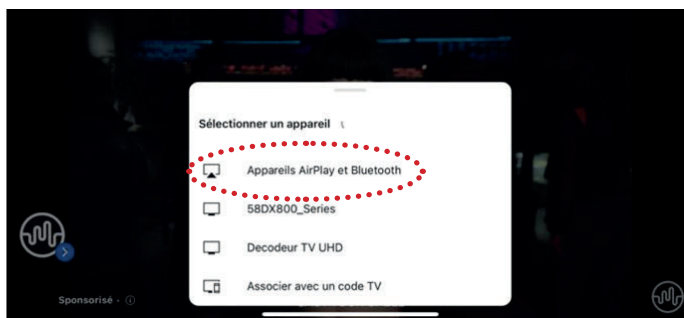 Sélectionner un appareil
Appareils AirPlay et Bluetooth
58DX800_Series
Decodeur TV UHD
Associer avec un code TV
Sponsorisé ·